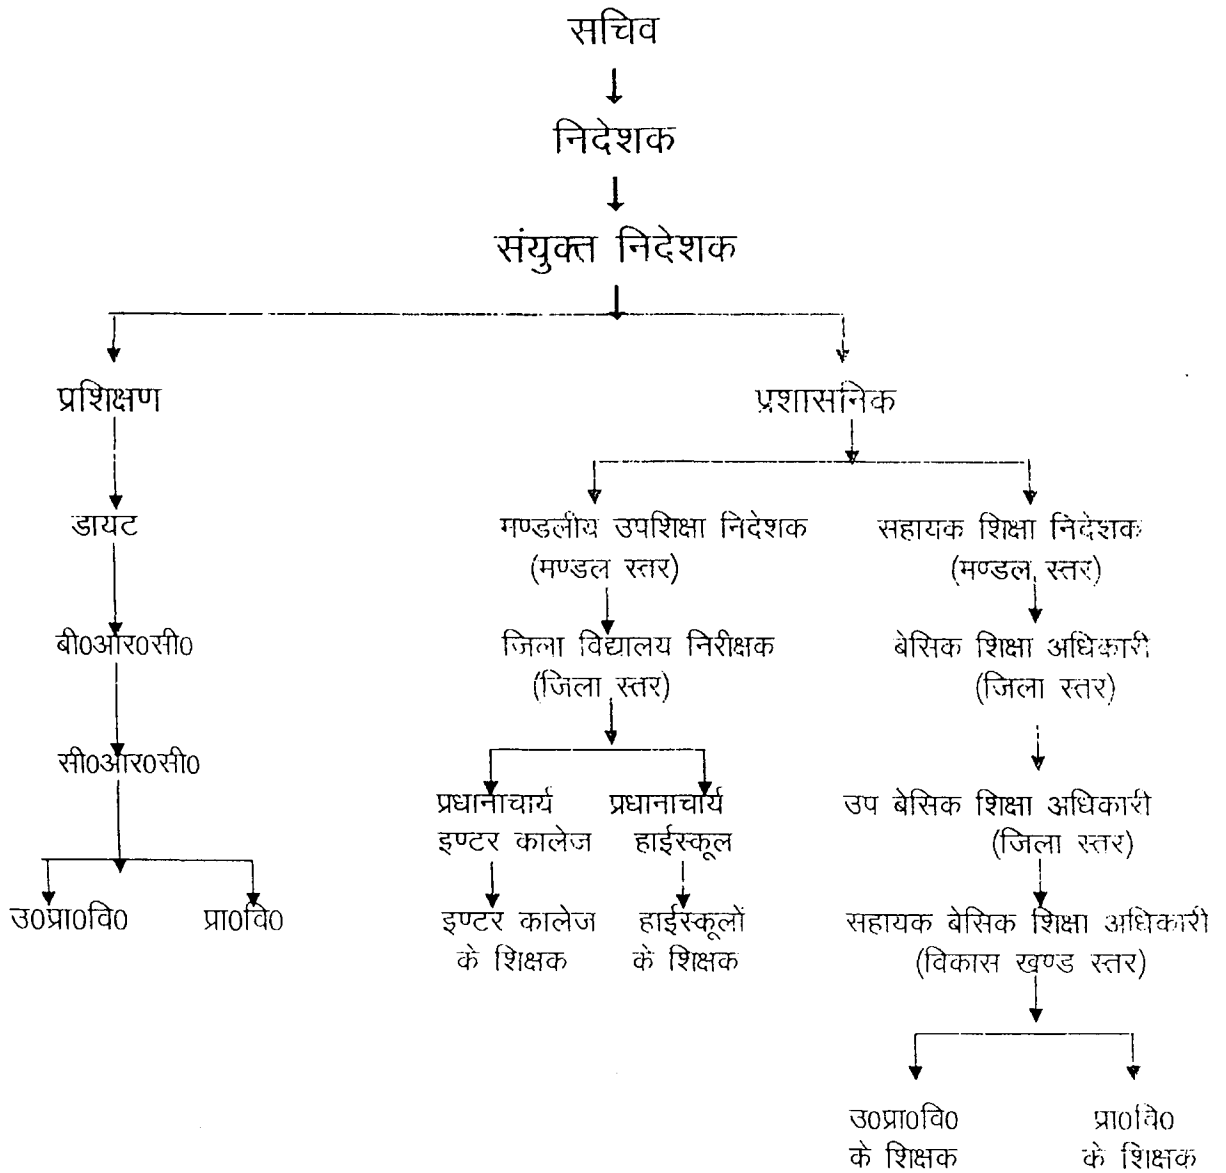 सचिव
निदेशक
संयुक्त निदेशक
प्रशिक्षण
प्रशासनिक
डायट
मण्डलीय उपशिक्षा निदेशक
(मण्डल स्तर)
सहायक शिक्षा निदेशक
(मण्डल स्तर)
बी0आर0सी0
जिला विद्यालय निरीक्षक
(जिला स्तर)
बेसिक शिक्षा अधिकारी
(जिला स्तर)
सी0आर0सी0
प्रधानाचार्य
इण्टर कालेज
प्रधानाचार्य
हाईस्कूल
उप बेसिक शिक्षा अधिकारी
(जिला स्तर)
उ0प्रा0वि0
प्रा0वि0
इण्टर कालेज
के शिक्षक
हाईस्कूलों
के शिक्षक
सहायक बेसिक शिक्षा अधिकारी
(विकास खण्ड स्तर)
उ0प्रा0वि0
के शिक्षक
प्रा0वि0
के शिक्षक